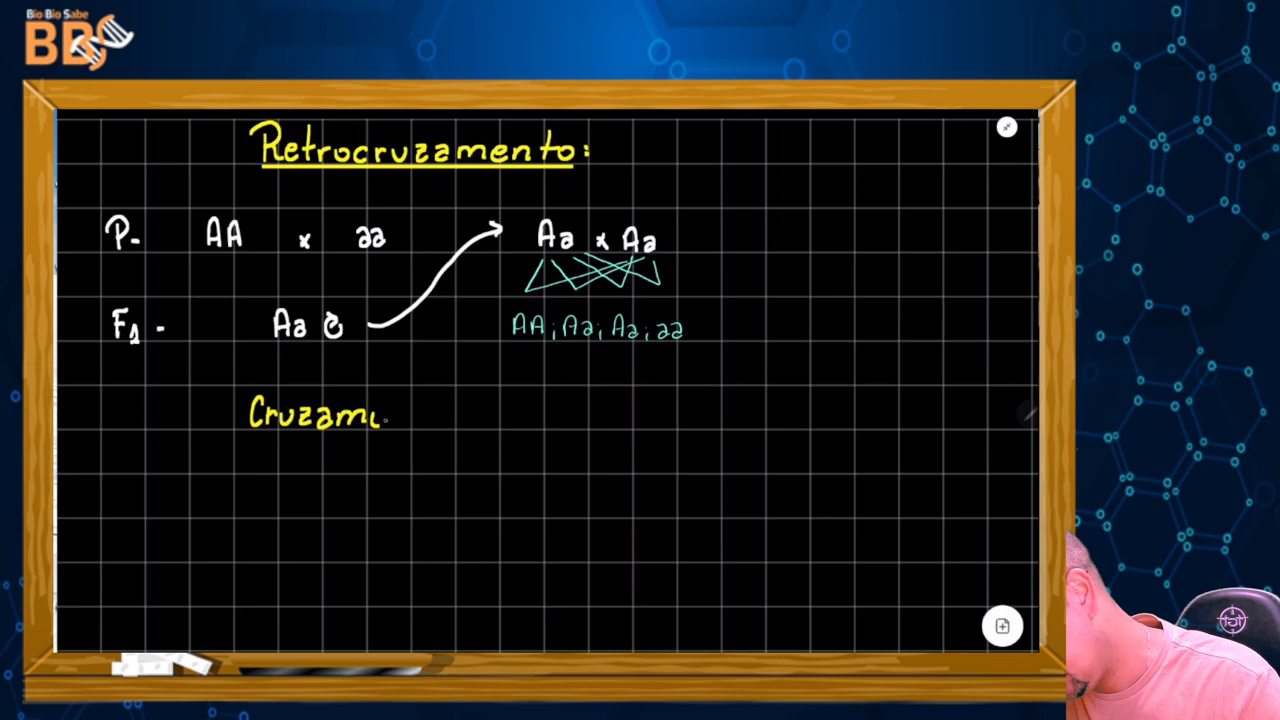 Bio Bio Sabe
BBS
Retrocruzamento:
P- AA x aa Aa x Aa
F1 - Aa AA; Aa; Aa; aa
Cruzam